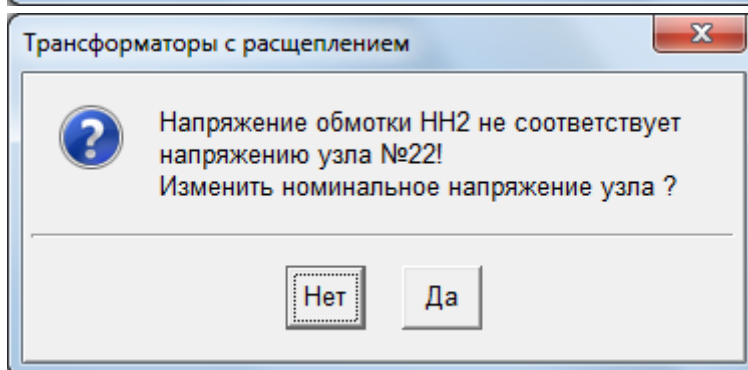 Трансформаторы с расщеплением
Напряжение обмотки НН2 не соответствует
напряжению узла №22!
Изменить номинальное напряжение узла ?
Нет
Да